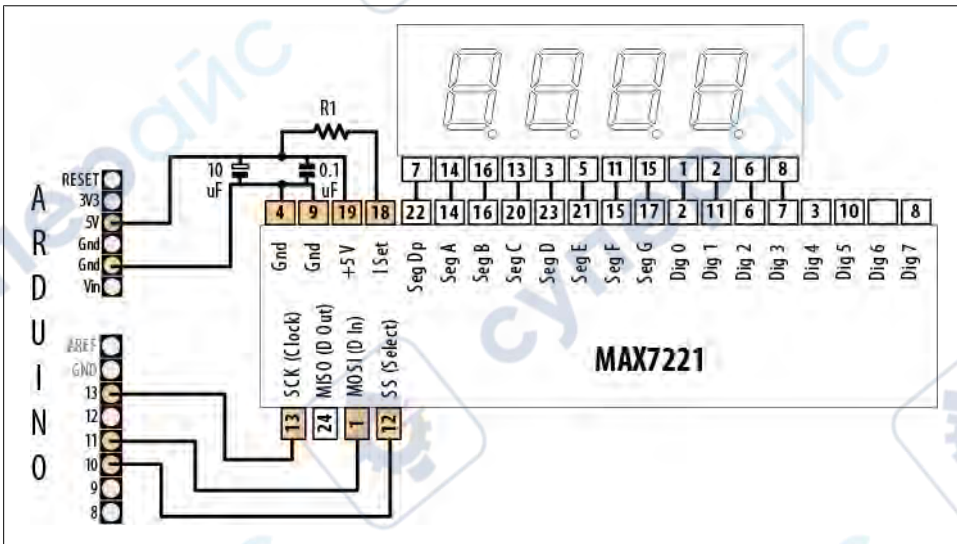 R1
10 uF
0.1 uF
ARDUINO
RESET
3V3
5V
Gnd
Gnd
Vin
AREF
GND
13
12
11
10
9
8
7 14 16 13 3 5 11 15 1 2 6 8
4 9 19 18 22 14 16 20 23 21 15 17 2 11 6 7 3 10 8
Gnd
Gnd
+5V
ISet
Seg Dp
Seg A
Seg B
Seg C
Seg D
Seg E
Seg F
Seg G
Dig 0
Dig 1
Dig 2
Dig 3
Dig 4
Dig 5
Dig 6
Dig 7
SCK (Clock)
MISO (D Out)
MOSI (D In)
SS (Select)
MAX7221
13 24 1 12
суперайс